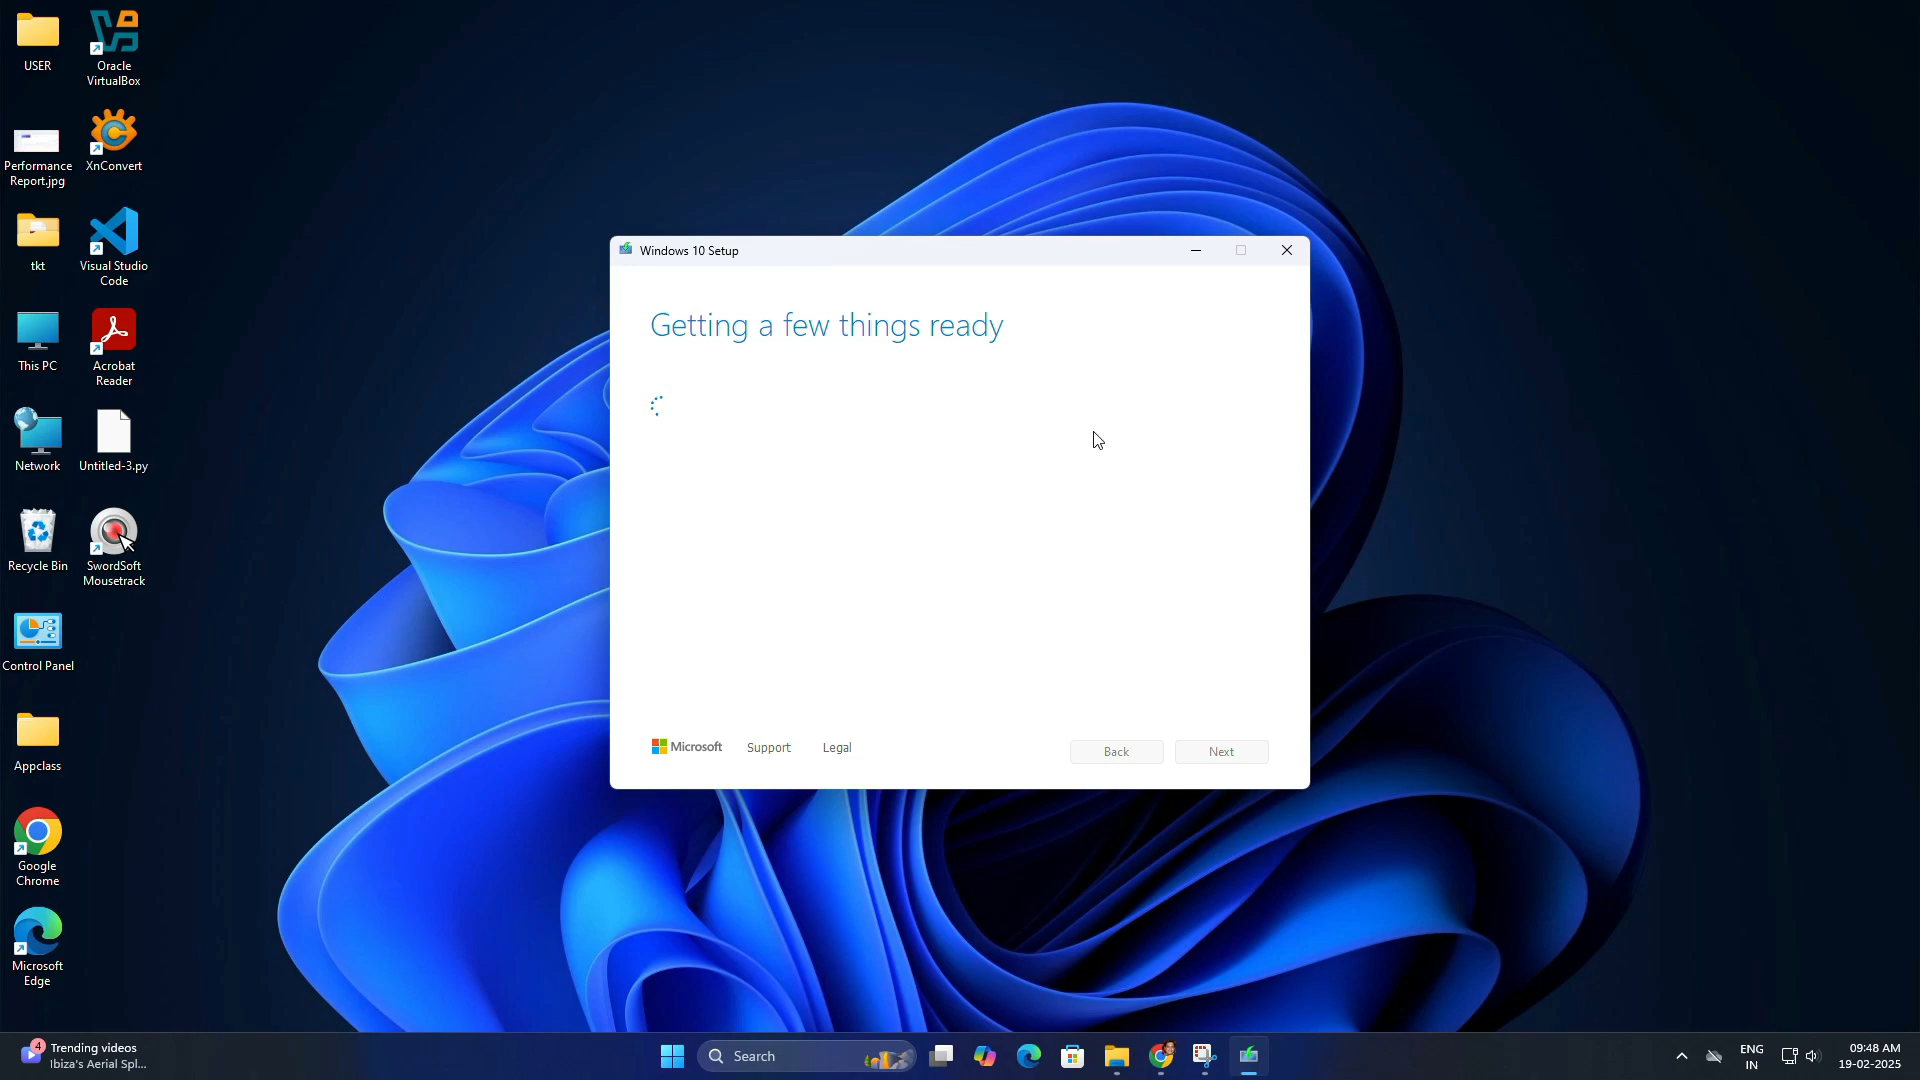 USER
Oracle
VirtualBox
Performance
Report.jpg
XnConvert
tkt
Visual Studio
Code
This PC
Acrobat
Reader
Network
Untitled-3.py
Recycle Bin
SwordSoft
Mousetrack
Control Panel
Appclass
Google
Chrome
Microsoft
Edge
Windows 10 Setup
Getting a few things ready
Microsoft
Support
Legal
Back
Next
4
Trending videos
Ibiza's Aerial Spl...
Search
ENG
IN
09:48 AM
19-02-2025